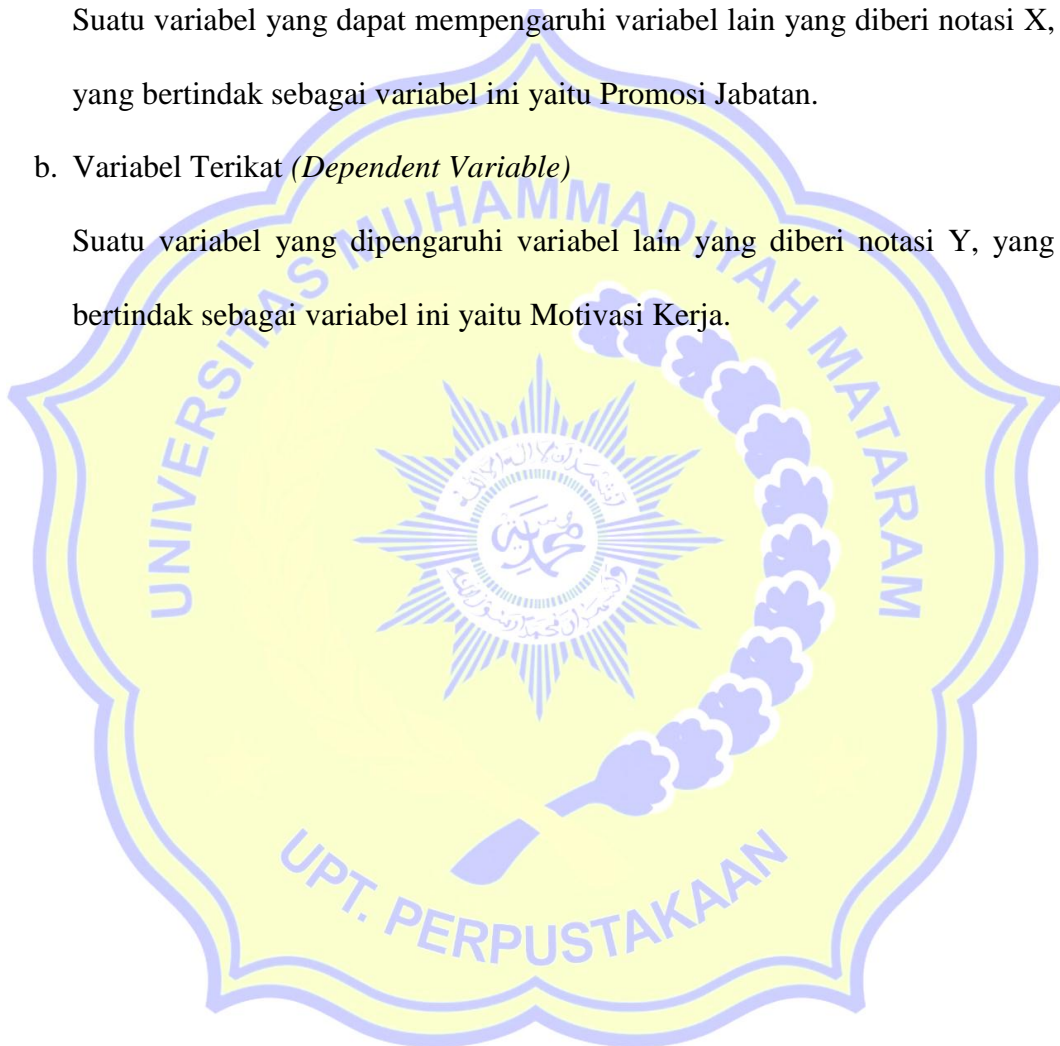 Suatu variabel yang dapat mempengaruhi variabel lain yang diberi notasi X,
yang bertindak sebagai variabel ini yaitu Promosi Jabatan.
b. Variabel Terikat (Dependent Variable)
Suatu variabel yang dipengaruhi variabel lain yang diberi notasi Y, yang
bertindak sebagai variabel ini yaitu Motivasi Kerja.
UNIVERSITAS MUHAMMADIYAH MATARAM
محمدية
UPT. PERPUSTAKAAN